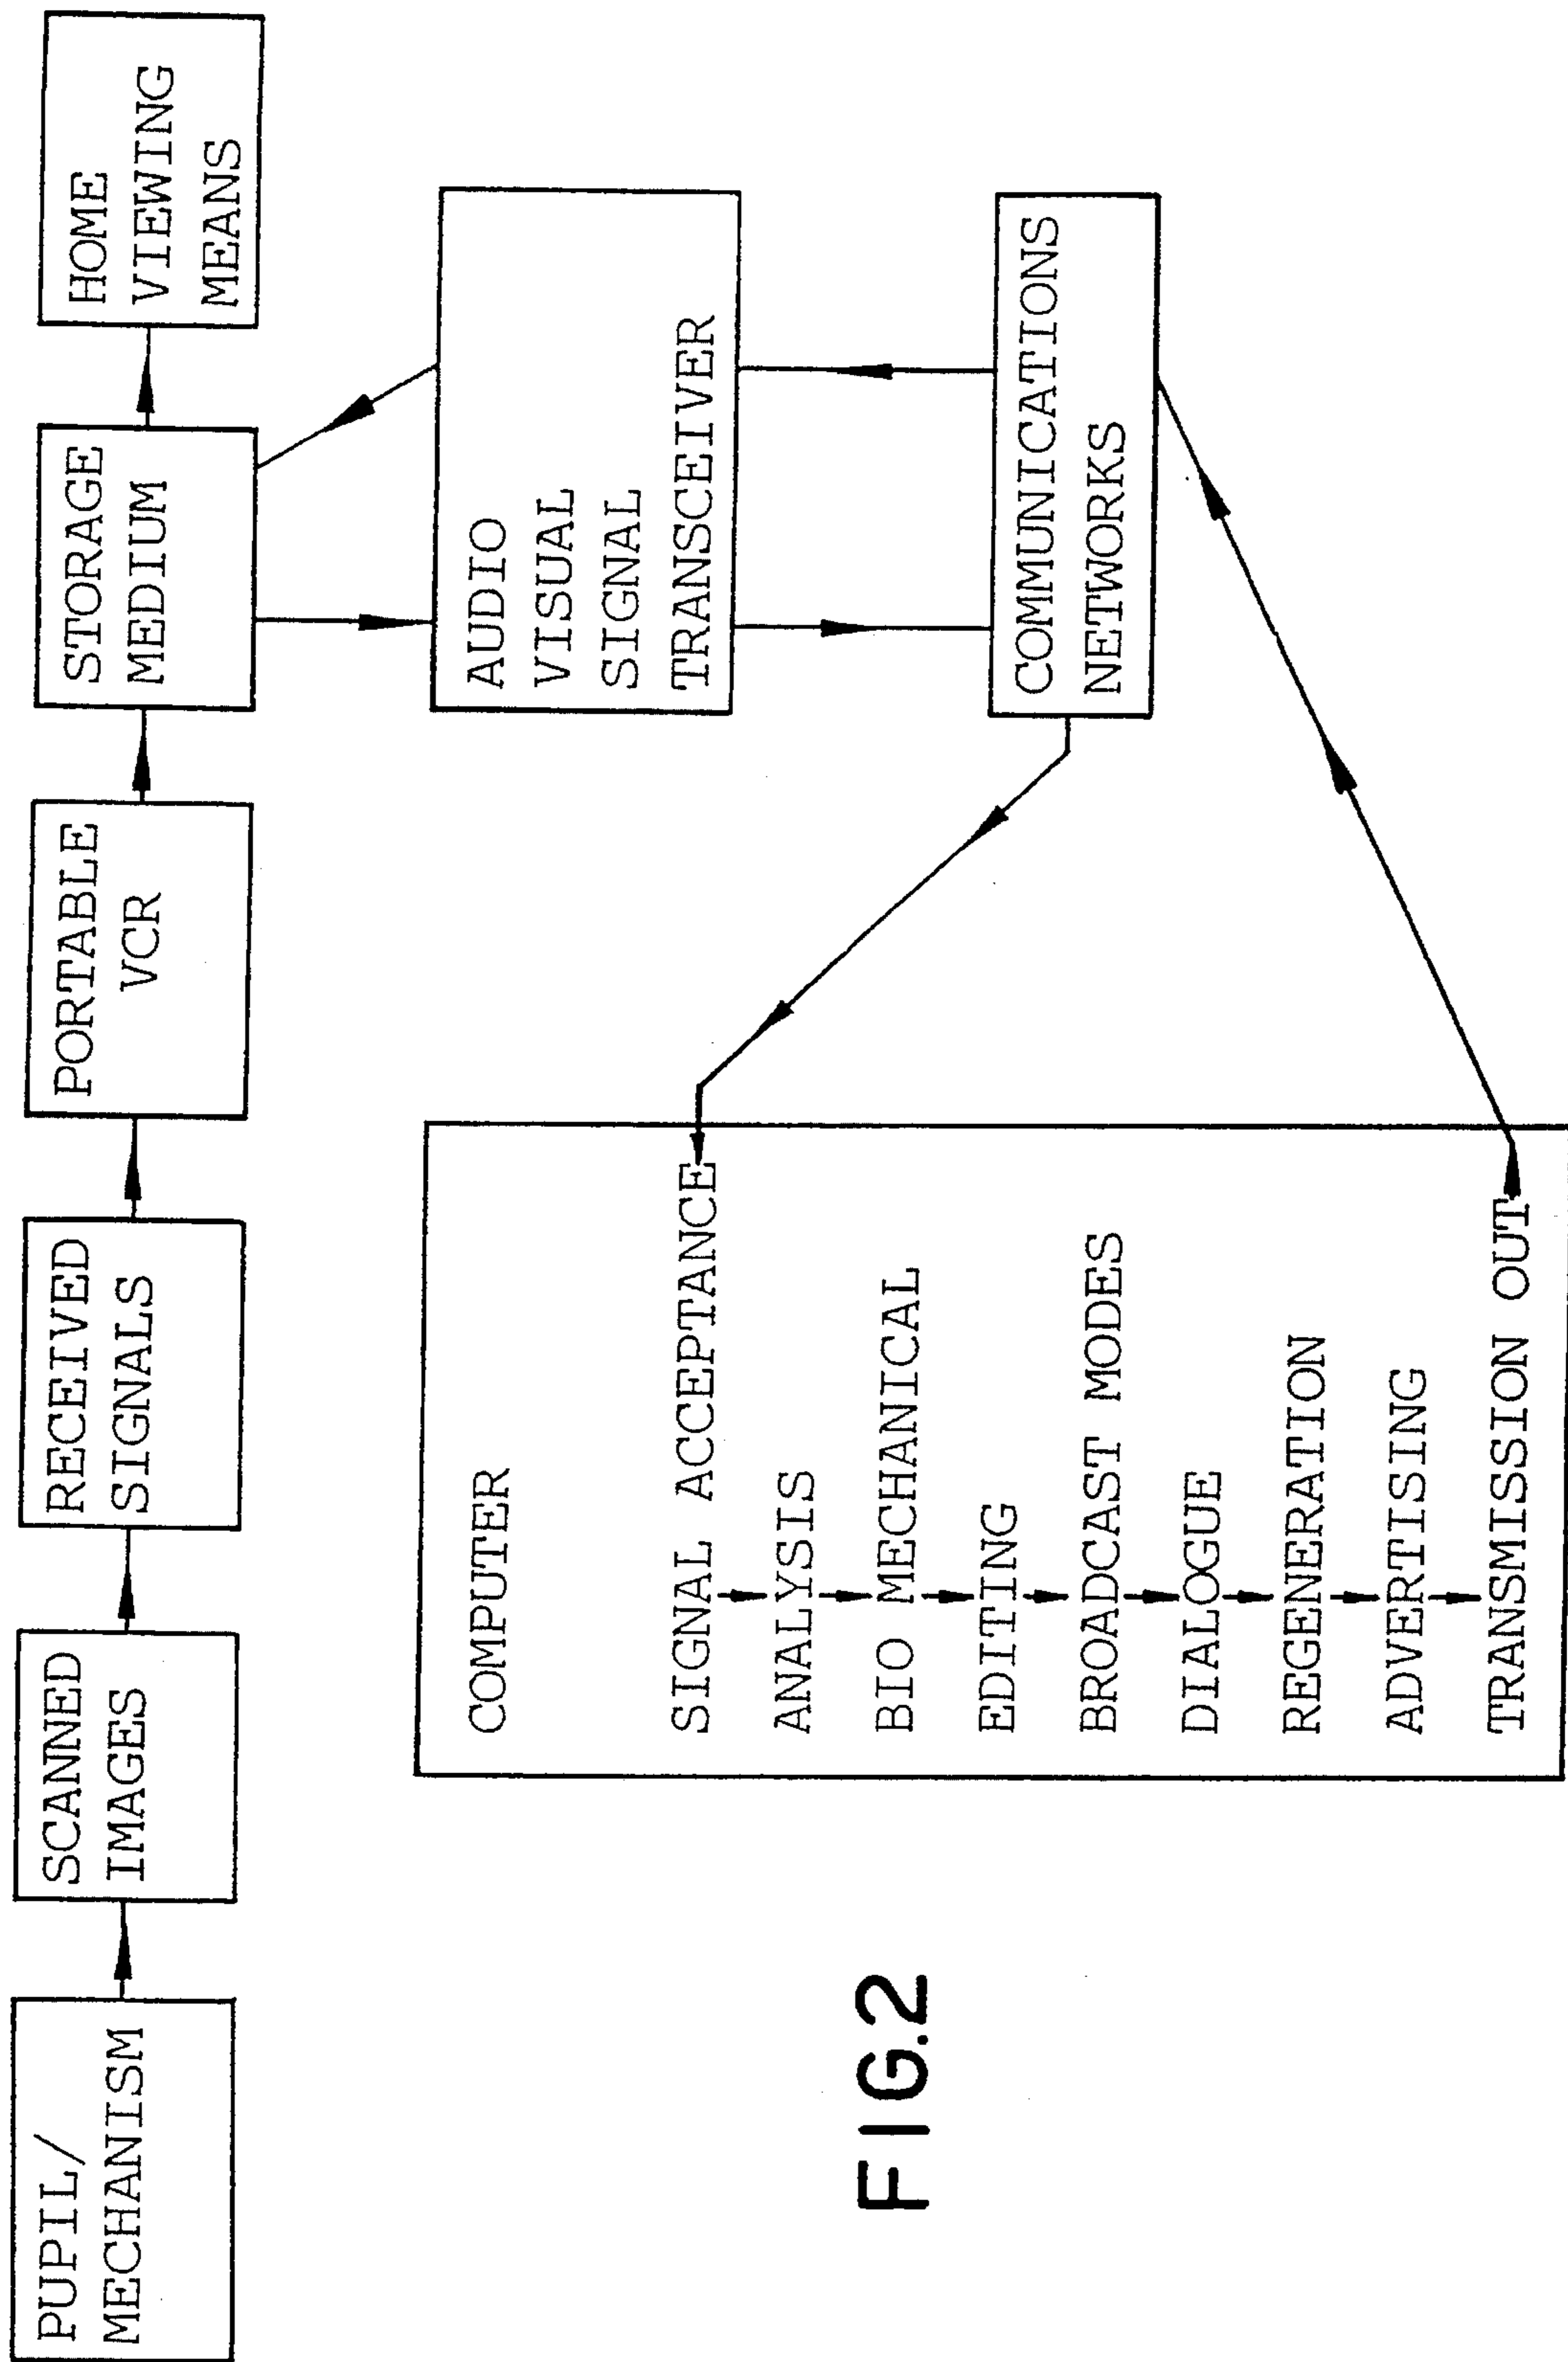 PUPIL/
MECHANISM
SCANNED
IMAGES
RECEIVED
SIGNALS
PORTABLE
VCR
STORAGE
MEDIUM
HOME
VIEWING
MEANS
AUDIO
VISUAL
SIGNAL
TRANSCEIVER
COMMUNICATIONS
NETWORKS
COMPUTER
SIGNAL ACCEPTANCE
ANALYSIS
BIO MECHANICAL
EDITING
BROADCAST MODES
DIALOGUE
REGENERATION
ADVERTISING
TRANSMISSION OUT
FIG.2